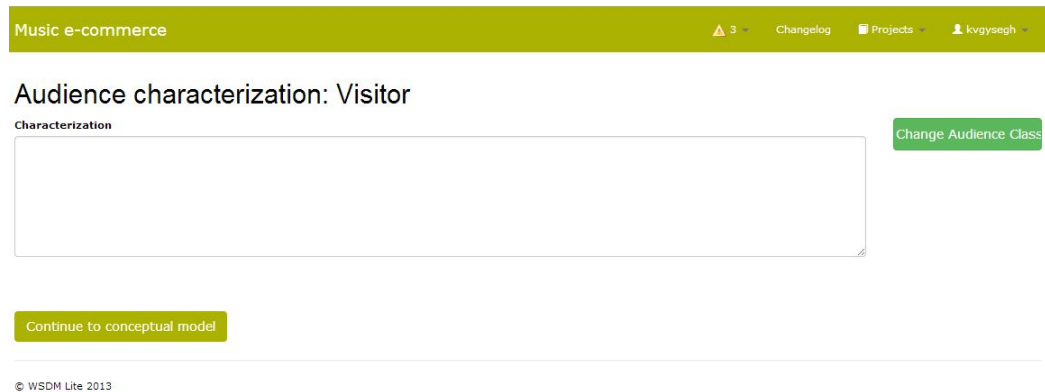 Music e-commerce 3 Changelog Projects kvgysegh
Audience characterization: Visitor
Characterization
Change Audience Class
Continue to conceptual model
© WSDM Lite 2013